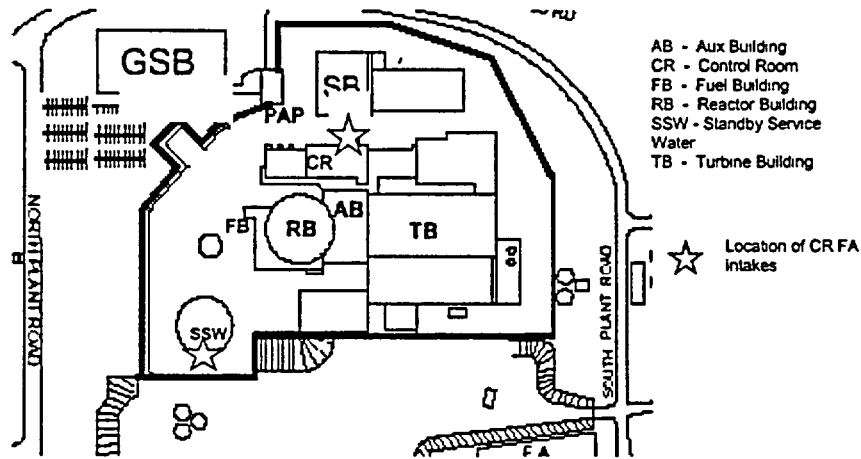 GSB
SB
PAP
CR
FB
RB
AB
TB
SSW
NORTH PLANT ROAD
SOUTH PLANT ROAD
AB - Aux Building
CR - Control Room
FB - Fuel Building
RB - Reactor Building
SSW - Standby Service
Water
TB - Turbine Building
Location of CR FA
intakes